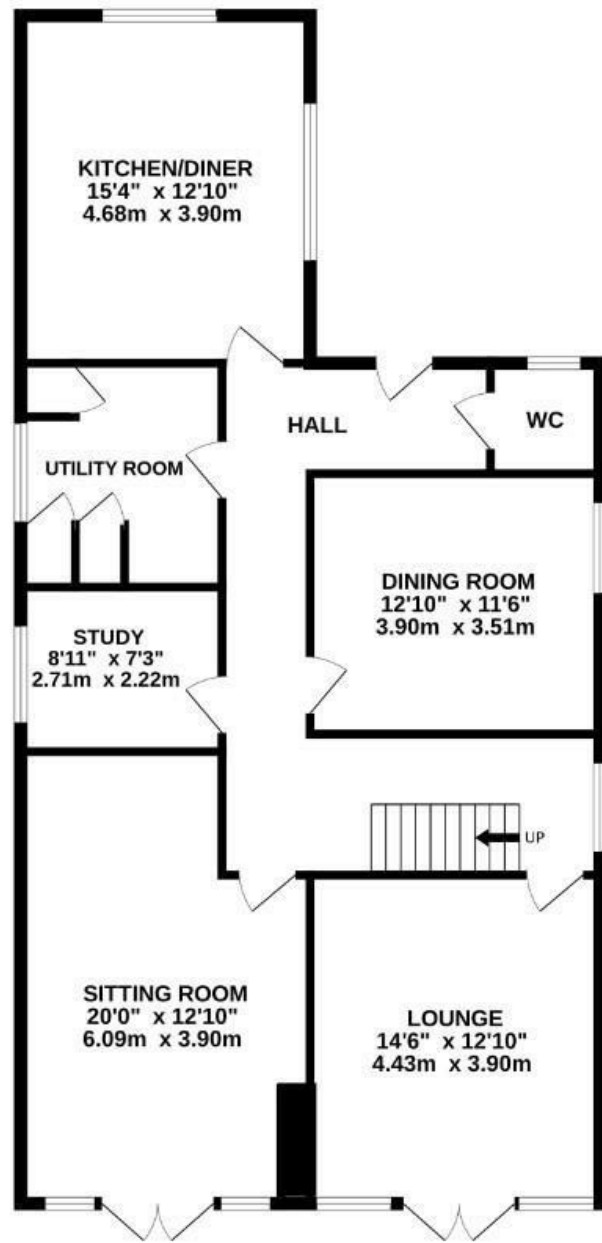 KITCHEN/DINER
15'4" x 12'10"
4.68m x 3.90m
HALL
WC
UTILITY ROOM
DINING ROOM
12'10" x 11'6"
3.90m x 3.51m
STUDY
8'11" x 7'3"
2.71m x 2.22m
UP
SITTING ROOM
20'0" x 12'10"
6.09m x 3.90m
LOUNGE
14'6" x 12'10"
4.43m x 3.90m